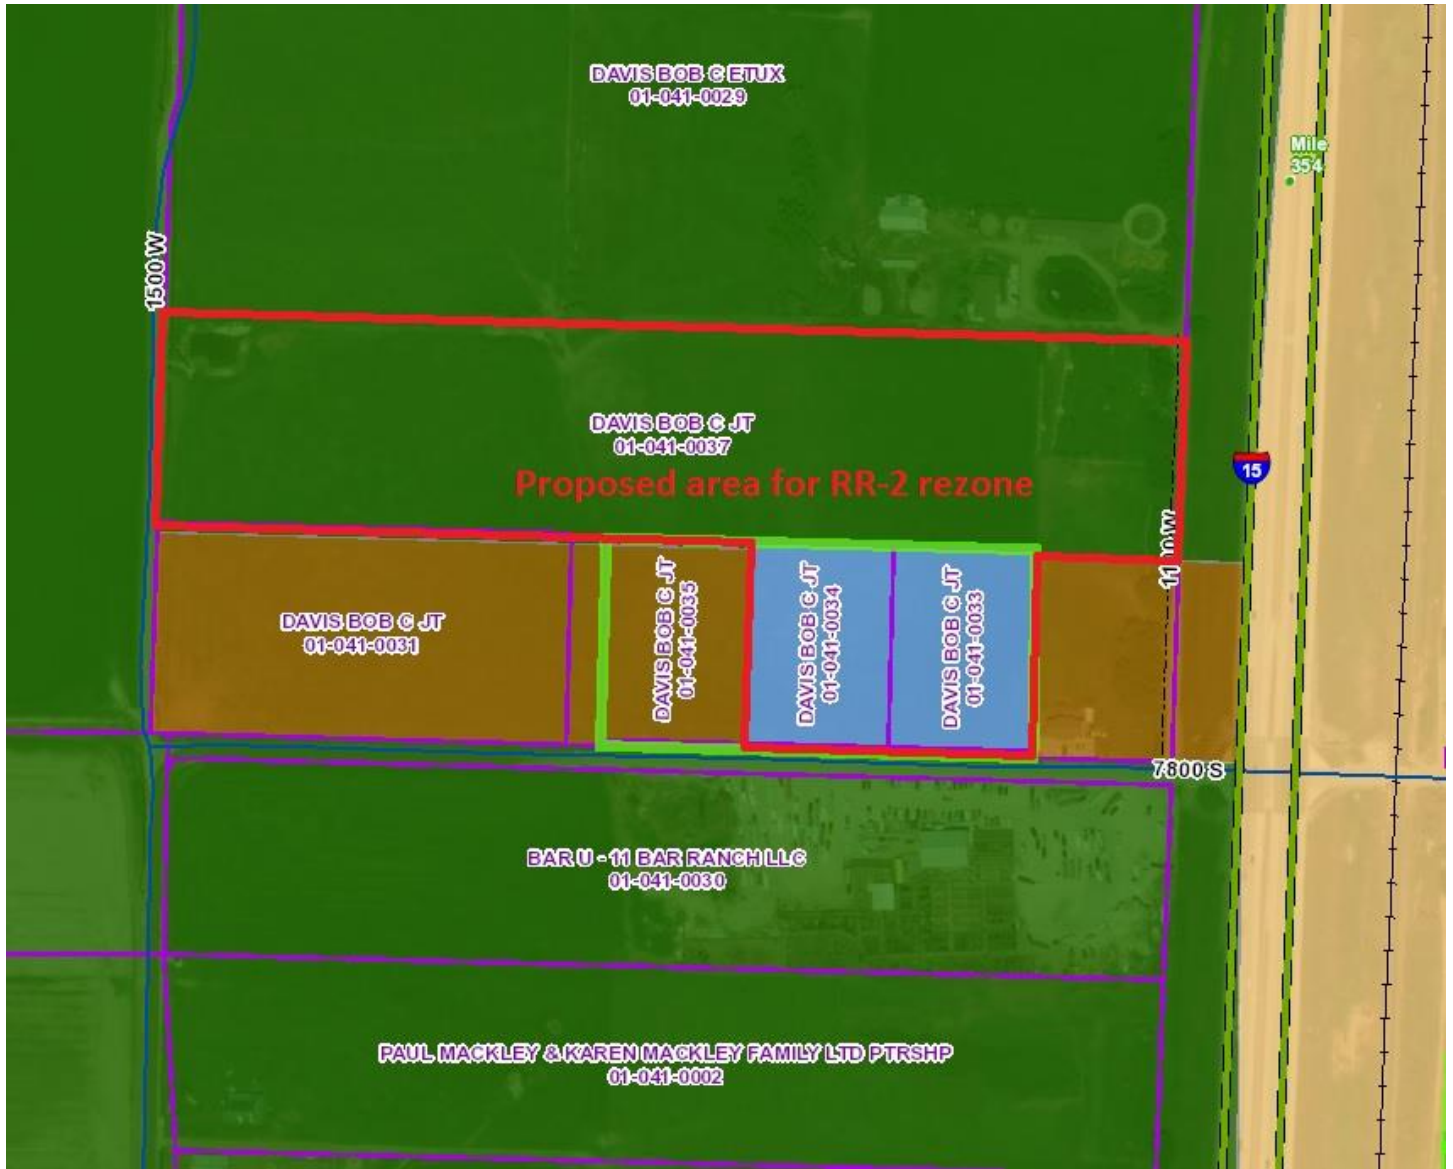 DAVIS BOB C ETUX
01-041-0029
Mile
354
1500 W
DAVIS BOB C JT
01-041-0037
Proposed area for RR-2 rezone
15
DAVIS BOB C JT
01-041-0031
DAVIS BOB C JT
01-041-0035
DAVIS BOB C JT
01-041-0034
DAVIS BOB C JT
01-041-0033
7800 S
BAR U - 11 BAR RANCH LLC
01-041-0030
PAUL MACKLEY & KAREN MACKLEY FAMILY LTD PTRSHP
01-041-0002